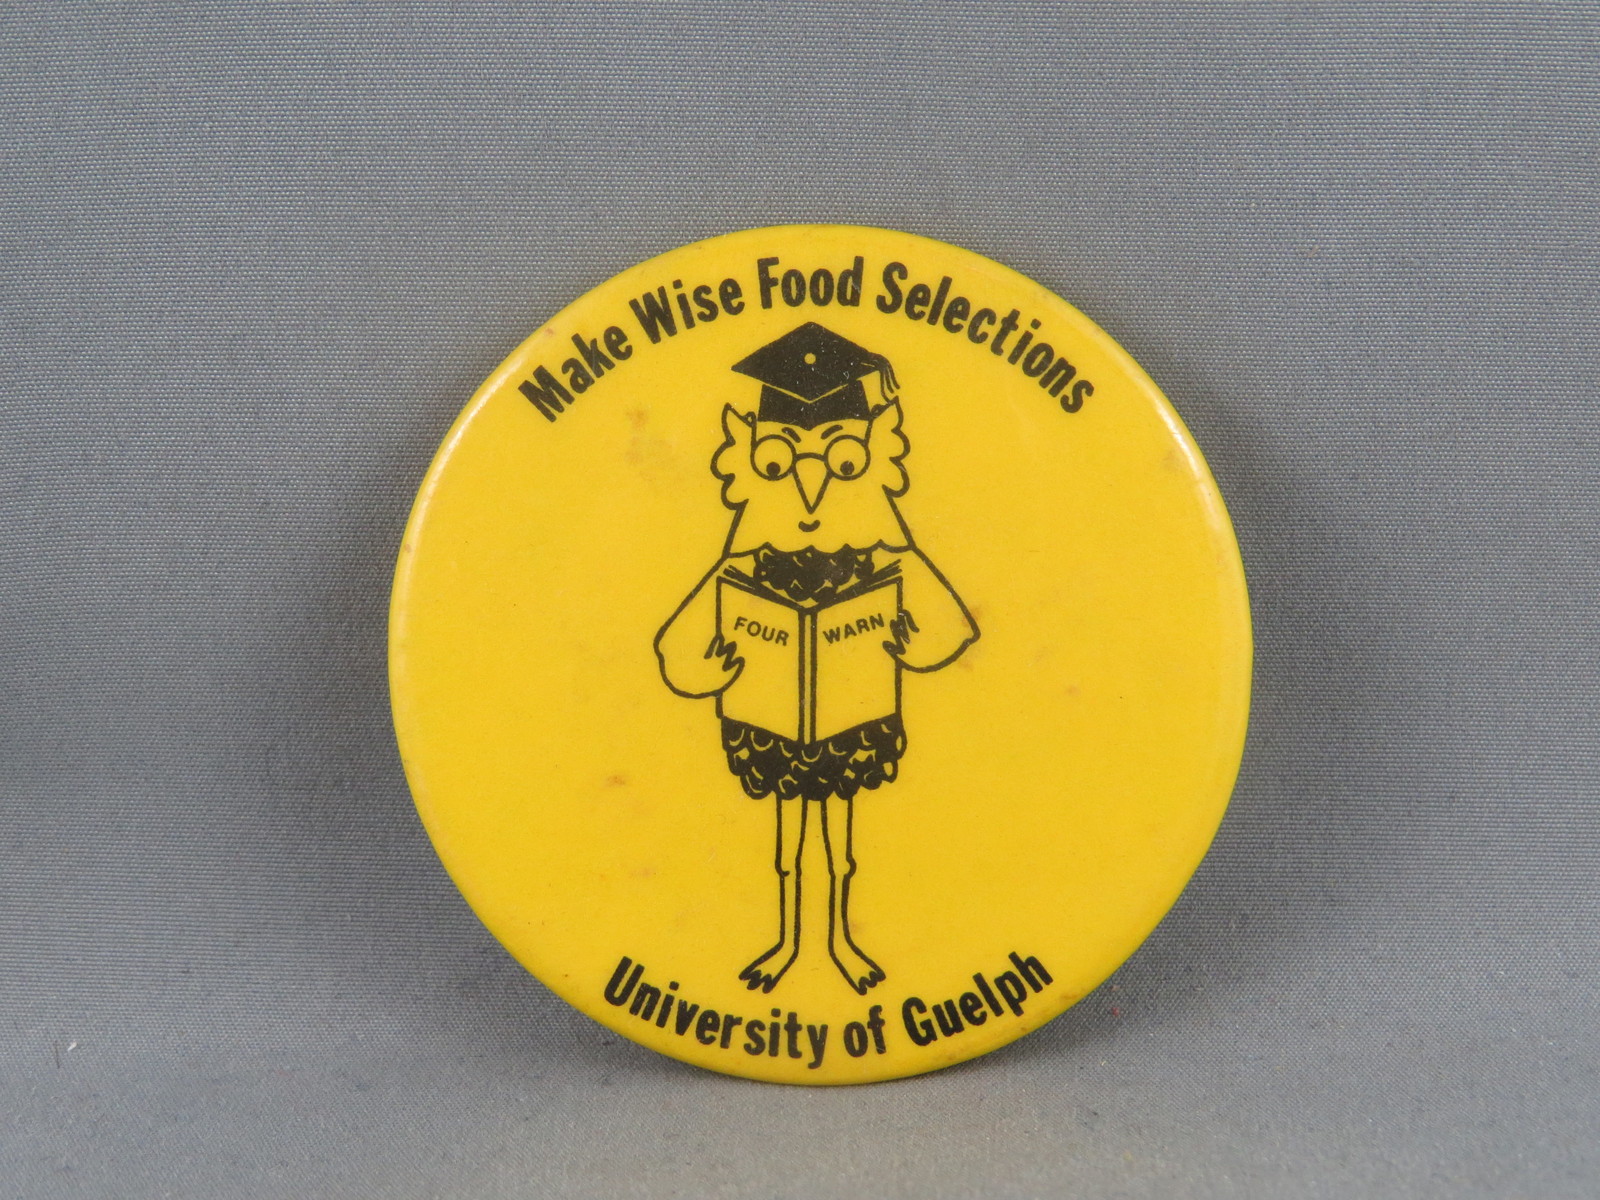 Make Wise Food Selections
FOUR WARN
University of Guelph